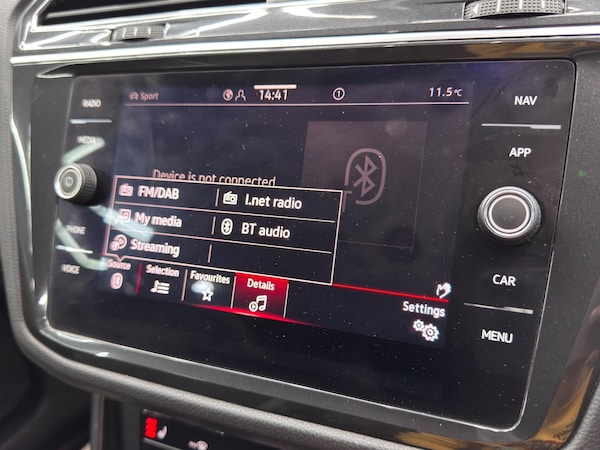 RADIO
MEDIA
PHONE
VOICE
Sport
14:41
1
11.5°C
Device is not connected
FM/DAB
I.net radio
My media
BT audio
Streaming
Source
Selection
Favourites
Details
Settings
NAV
APP
CAR
MENU